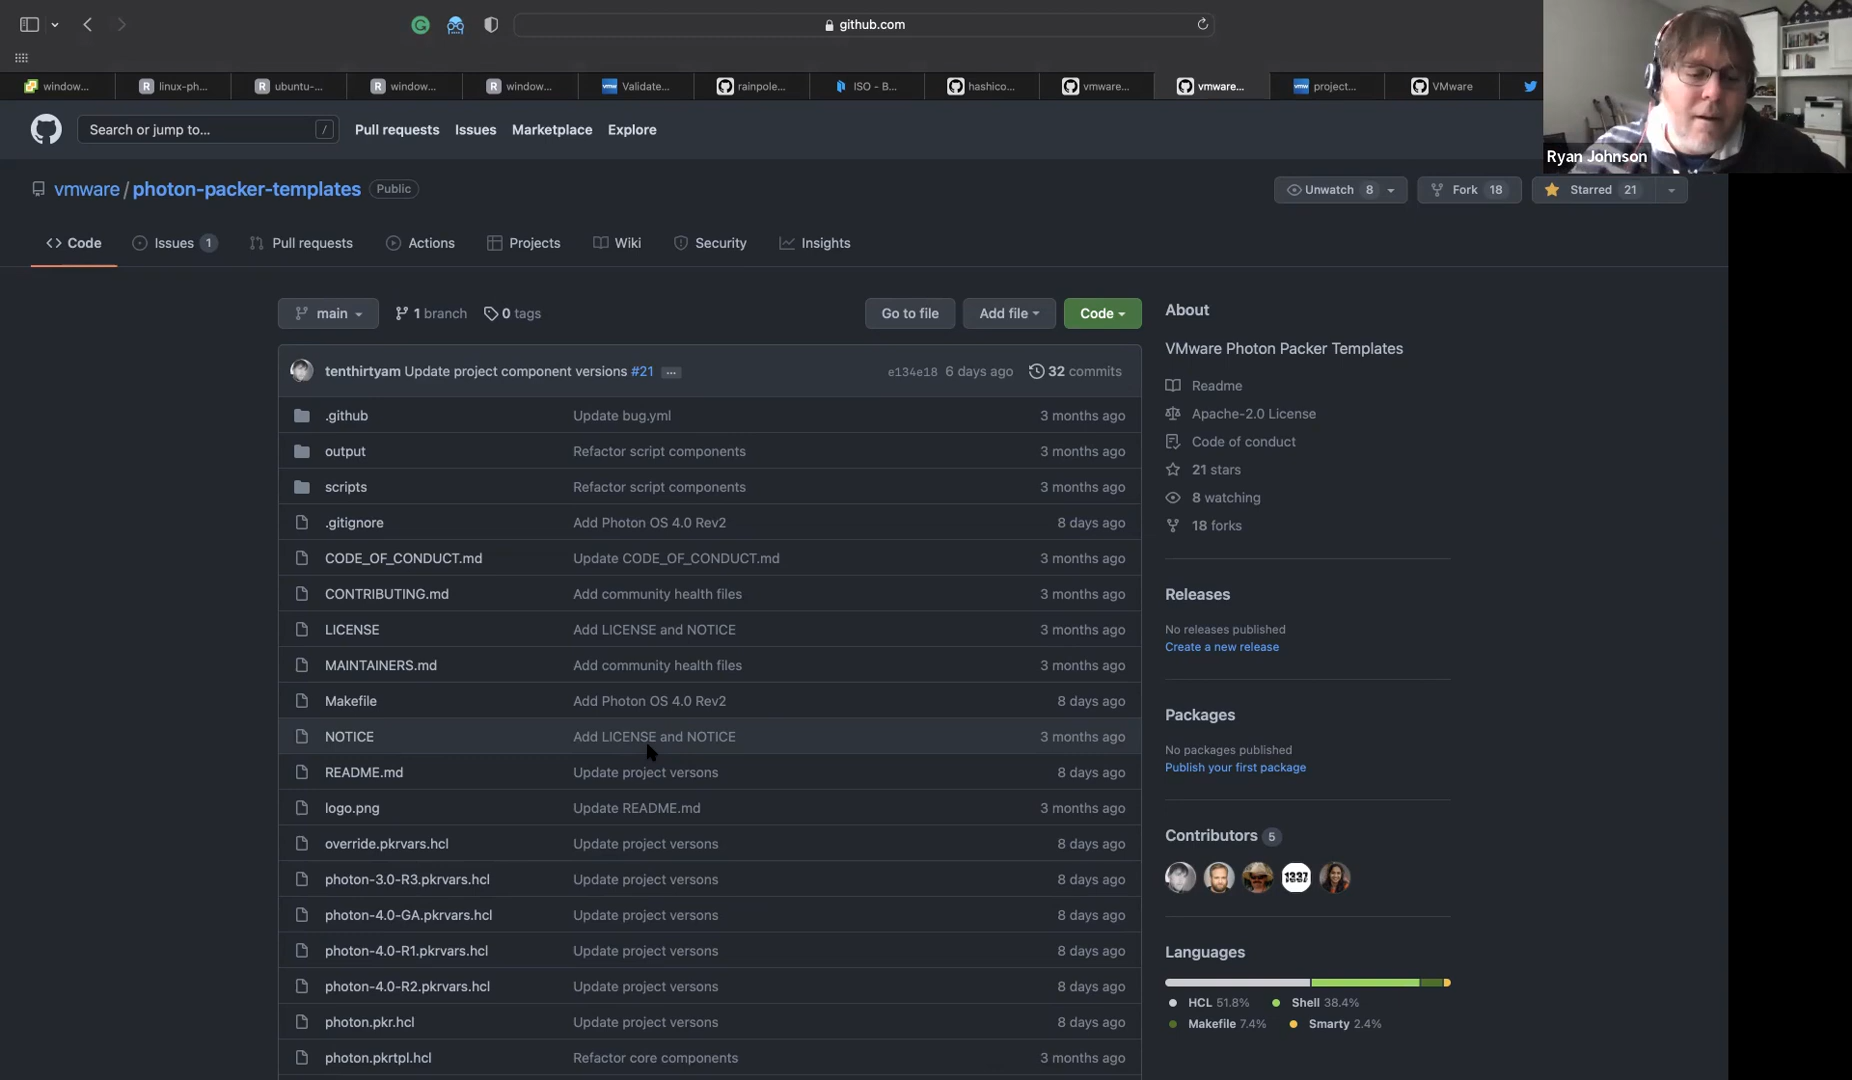 github.com
window...
linux-ph...
ubuntu-...
window...
window...
Validate...
rainpole...
ISO - B...
hashico...
vmware...
vmware...
project...
VMware
Ryan Johnson
Search or jump to...
/
Pull requests
Issues
Marketplace
Explore
vmware / photon-packer-templates
Public
Unwatch 8
Fork 18
Starred 21
Code
Issues 1
Pull requests
Actions
Projects
Wiki
Security
Insights
main
1 branch
0 tags
Go to file
Add file
Code
tenthirtyam Update project component versions #21 ...
e134e18 6 days ago
32 commits
.github Update bug.yml 3 months ago
output Refactor script components 3 months ago
scripts Refactor script components 3 months ago
.gitignore Add Photon OS 4.0 Rev2 8 days ago
CODE_OF_CONDUCT.md Update CODE_OF_CONDUCT.md 3 months ago
CONTRIBUTING.md Add community health files 3 months ago
LICENSE Add LICENSE and NOTICE 3 months ago
MAINTAINERS.md Add community health files 3 months ago
Makefile Add Photon OS 4.0 Rev2 8 days ago
NOTICE Add LICENSE and NOTICE 3 months ago
README.md Update project versons 8 days ago
logo.png Update README.md 3 months ago
override.pkrvars.hcl Update project versons 8 days ago
photon-3.0-R3.pkrvars.hcl Update project versons 8 days ago
photon-4.0-GA.pkrvars.hcl Update project versons 8 days ago
photon-4.0-R1.pkrvars.hcl Update project versons 8 days ago
photon-4.0-R2.pkrvars.hcl Update project versons 8 days ago
photon.pkr.hcl Update project versons 8 days ago
photon.pkrtpl.hcl Refactor core components 3 months ago
About
VMware Photon Packer Templates
Readme
Apache-2.0 License
Code of conduct
21 stars
8 watching
18 forks
Releases
No releases published
Create a new release
Packages
No packages published
Publish your first package
Contributors 5
1337
Languages
HCL 51.8%
Shell 38.4%
Makefile 7.4%
Smarty 2.4%